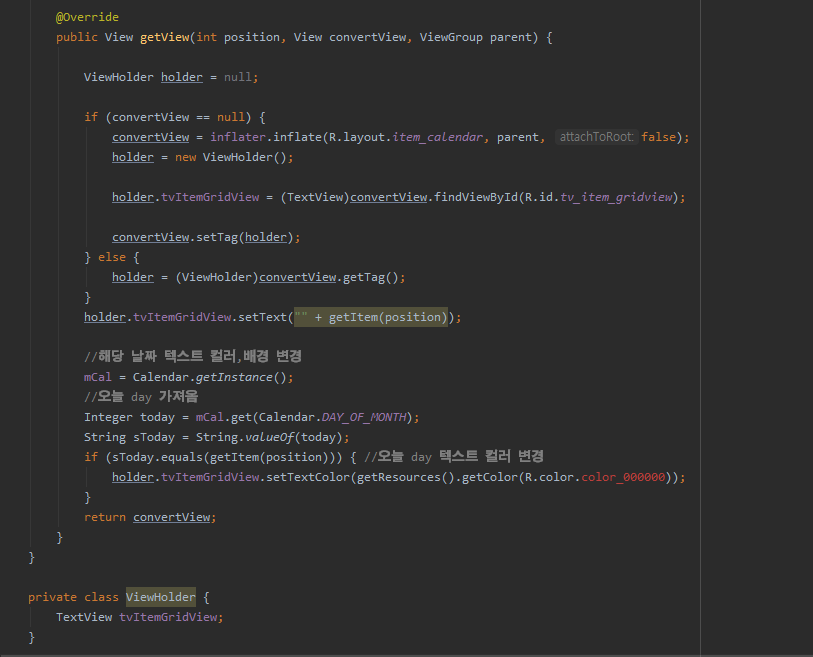 @Override
public View getView(int position, View convertView, ViewGroup parent) {
ViewHolder holder = null;
if (convertView == null) {
convertView = inflater.inflate(R.layout.item_calendar, parent, attachToRoot: false);
holder = new ViewHolder();
holder.tvItemGridView = (TextView)convertView.findViewById(R.id.tv_item_gridview);
convertView.setTag(holder);
} else {
holder = (ViewHolder)convertView.getTag();
}
holder.tvItemGridView.setText("" + getItem(position));
//해당 날짜 텍스트 컬러,배경 변경
mCal = Calendar.getInstance();
//오늘 day 가져옴
Integer today = mCal.get(Calendar.DAY_OF_MONTH);
String sToday = String.valueOf(today);
if (sToday.equals(getItem(position))) { //오늘 day 텍스트 컬러 변경
holder.tvItemGridView.setTextColor(getResources().getColor(R.color.color_000000));
}
return convertView;
}
}
private class ViewHolder {
TextView tvItemGridView;
}